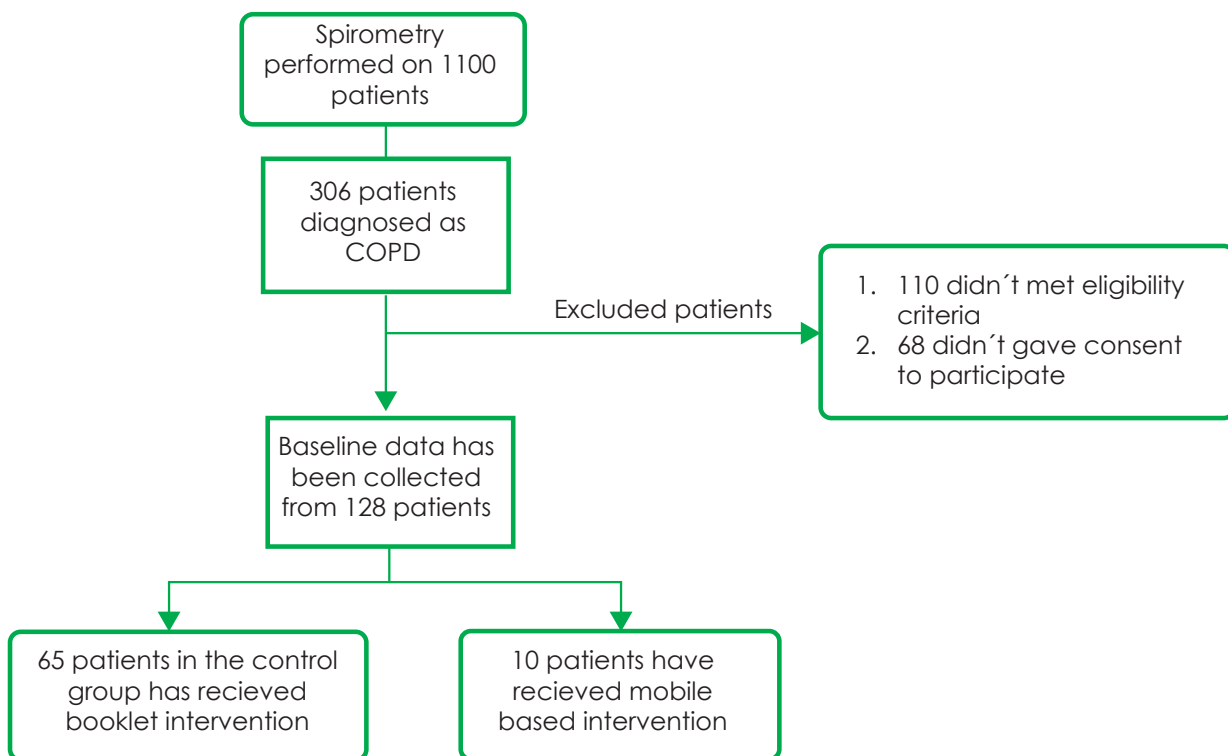 Spirometry
performed on 1100
patients
306 patients
diagnosed as
COPD
Excluded patients
1. 110 didn´t met eligibility
criteria
2. 68 didn´t gave consent
to participate
Baseline data has
been collected
from 128 patients
65 patients in the control
group has recieved
booklet intervention
10 patients have
recieved mobile
based intervention